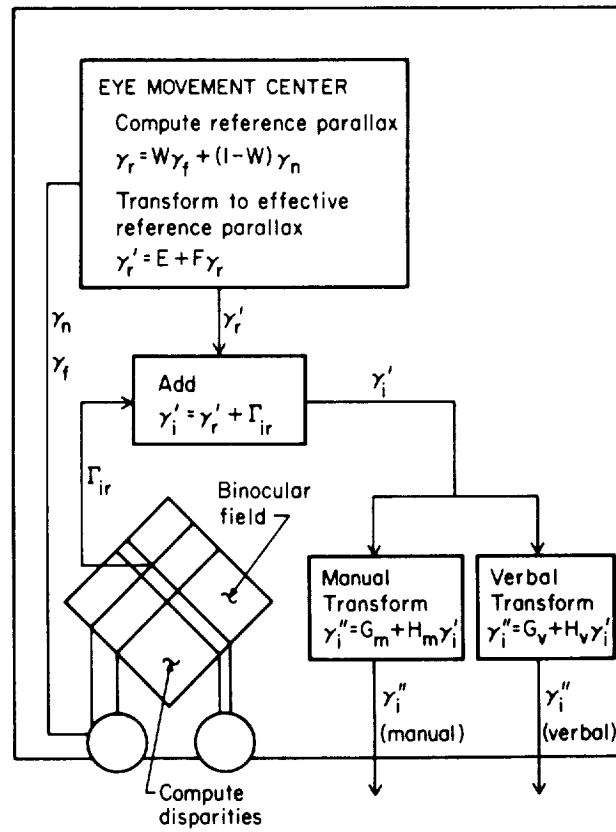 EYE MOVEMENT CENTER
Compute reference parallax
γr = Wγf + (I-W) γn
Transform to effective
reference parallax
γr' = E + Fγr
γn
γf
γr'
Add
γi' = γr' + Γir
γi'
Γir
Binocular
field
Manual
Transform
γi'' = Gm + Hmγi'
Verbal
Transform
γi'' = Gv + Hvγi'
γi''
(manual)
γi''
(verbal)
Compute
disparities